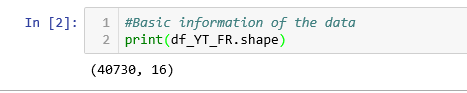 In [2]: 1 #Basic information of the data
2 print(df_YT_FR.shape)
(40730, 16)